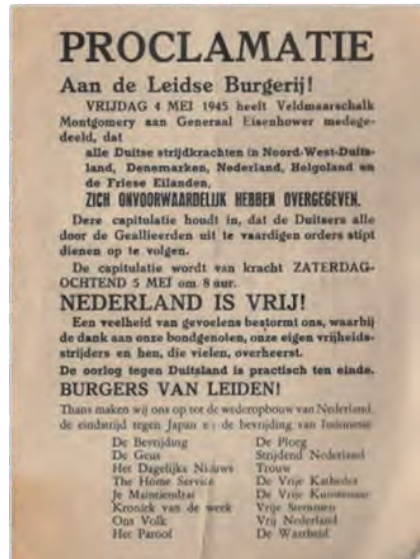 PROCLAMATIE
Aan de Leidse Burgerij!
VRIJDAG 4 MEI 1945 heeft Veldmaarschalk
Montgomery aan Generaal Eisenhower medege-
deeld, dat
alle Duitse strijdkrachten in Noord-West-Duits-
land, Denemarken, Nederland, Helgoland en
de Friese Eilanden,
ZICH ONVOORWAARDELIJK HEBBEN OVERGEGEVEN.
Deze capitulatie houdt in, dat de Duitsers alle
door de Geallieerden uit te vaardigen orders stipt
dienen op te volgen.
De capitulatie wordt van kracht ZATERDAG-
OCHTEND 5 MEI om 8 uur.
NEDERLAND IS VRIJ!
Een veelheid van gevoelens bestormt ons, waarbij
de dank aan onze bondgenoten, onze eigen vrijheids-
strijders en hen, die vielen, overheerst.
De oorlog tegen Duitsland is practisch ten einde.
BURGERS VAN LEIDEN!
Thans maken wij ons op tot de wederopbouw van Nederland,
de eindstrijd tegen Japan en de bevrijding van Indonesie
De Bevrijding De Ploeg
De Geus Strijdend Nederland
Het Dagelijks Nieuws Trouw
The Home Service De Vrije Katheder
Je Maintiendrai De Vrije Kunstenaar
Kroniek van de week Vrije Stemmen
Ons Volk Vrij Nederland
Het Parool De Waarheid